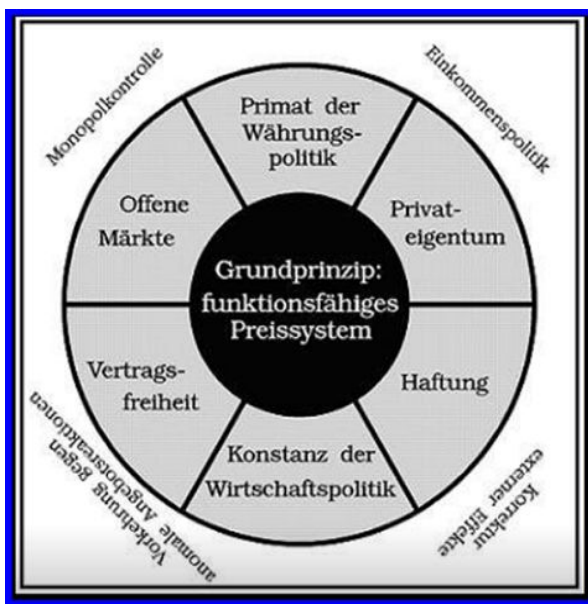 Monopolkontrolle
Einkommenspolitik
Primat der
Währungs-
politik
Offene
Märkte
Privat-
eigentum
Grundprinzip:
funktionsfähiges
Preissystem
Vertrags-
freiheit
Haftung
Konstanz der
Wirtschaftspolitik
Vorkehrung gegen
anomale Angebotsreaktionen
Korrektur
externer Effekte